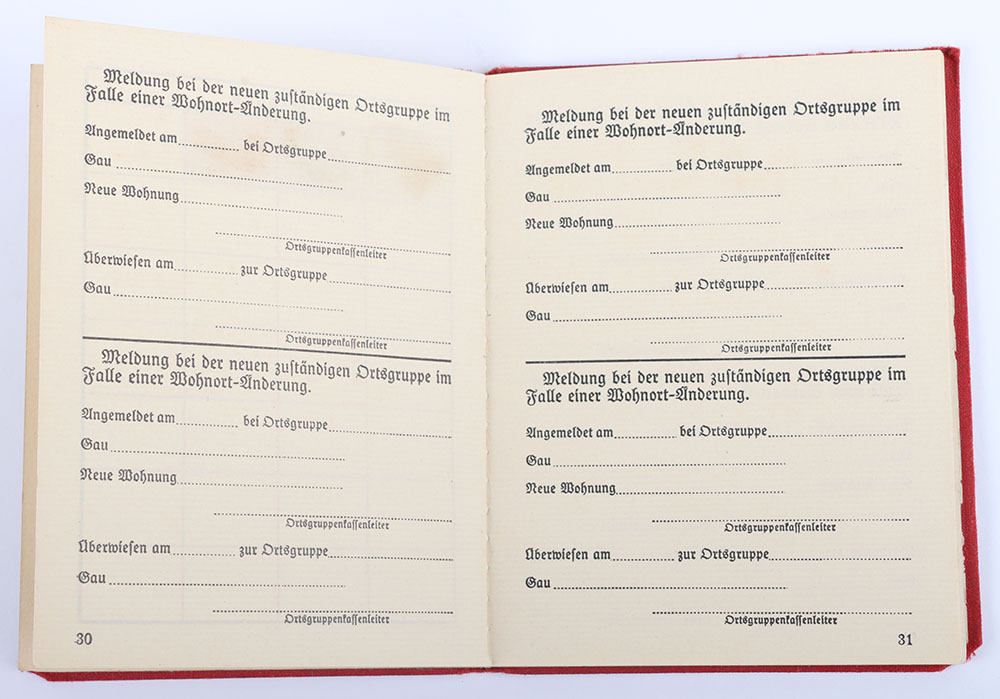 Meldung bei der neuen zuständigen Ortsgruppe im
Falle einer Wohnort-Änderung.
Angemeldet am bei Ortsgruppe
Gau
Neue Wohnung
Ortsgruppenkassenleiter
Überwiesen am zur Ortsgruppe
Gau
Ortsgruppenkassenleiter
Meldung bei der neuen zuständigen Ortsgruppe im
Falle einer Wohnort-Änderung.
Angemeldet am bei Ortsgruppe
Gau
Neue Wohnung
Ortsgruppenkassenleiter
Überwiesen am zur Ortsgruppe
Gau
Ortsgruppenkassenleiter
30
Meldung bei der neuen zuständigen Ortsgruppe im
Falle einer Wohnort-Änderung.
Angemeldet am bei Ortsgruppe
Gau
Neue Wohnung
Ortsgruppenkassenleiter
Überwiesen am zur Ortsgruppe
Gau
Ortsgruppenkassenleiter
Meldung bei der neuen zuständigen Ortsgruppe im
Falle einer Wohnort-Änderung.
Angemeldet am bei Ortsgruppe
Gau
Neue Wohnung
Ortsgruppenkassenleiter
Überwiesen am zur Ortsgruppe
Gau
Ortsgruppenkassenleiter
31